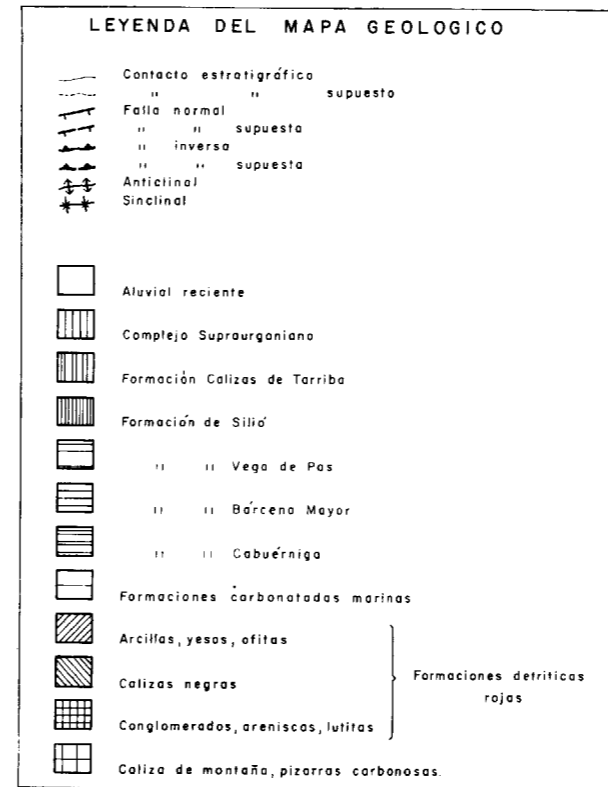 LEYENDA DEL MAPA GEOLOGICO
Contacto estratigráfico
" " supuesto
Falla normal
" " supuesta
" inversa
" " supuesta
Anticlinal
Sinclinal
Aluvial reciente
Complejo Supraurganiano
Formación Calizas de Tarriba
Formación de Silió
" " Vega de Pas
" " Bárcena Mayor
" " Cabuérniga
Formaciones carbonatadas marinas
Arcillas, yesos, ofitas
Calizas negras
Formaciones detríticas
rojas
Conglomerados, areniscas, lutitas
Caliza de montaña, pizarras carbonosas.